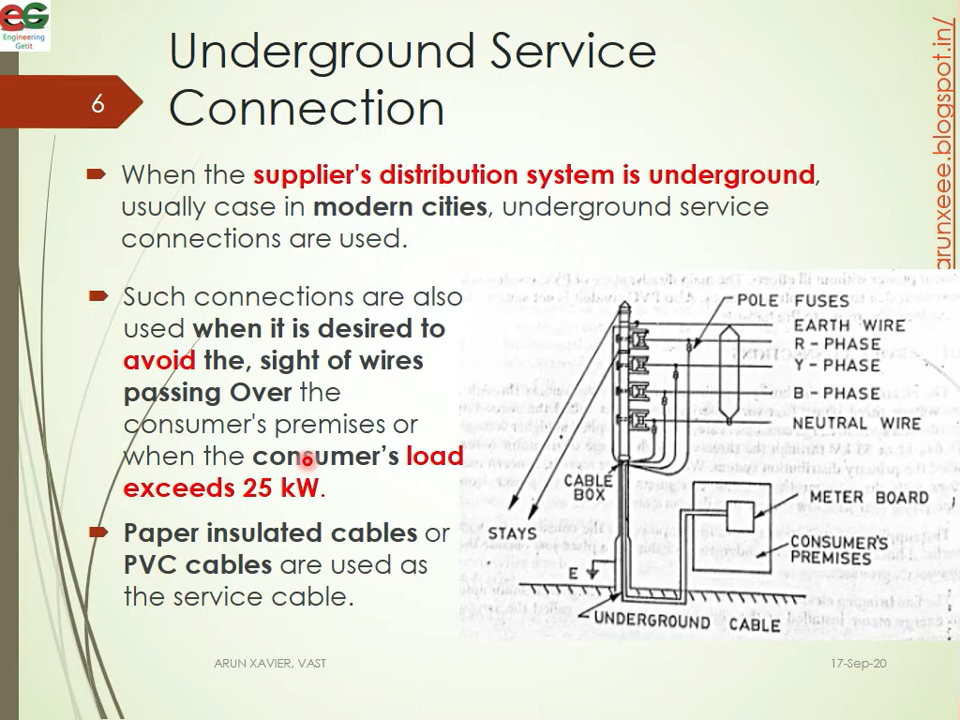 EG
Engineering
Getit
Underground Service
Connection
6
arunxeee.blogspot.in/
When the supplier's distribution system is underground,
usually case in modern cities, underground service
connections are used.
Such connections are also
used when it is desired to
avoid the, sight of wires
passing Over the
consumer's premises or
when the consumer's load
exceeds 25 kW.
Paper insulated cables or
PVC cables are used as
the service cable.
POLE FUSES
EARTH WIRE
R - PHASE
Y - PHASE
B - PHASE
NEUTRAL WIRE
CABLE
BOX
STAYS
METER BOARD
CONSUMER'S
PREMISES
E
UNDERGROUND CABLE
ARUN XAVIER, VAST
17-Sep-20